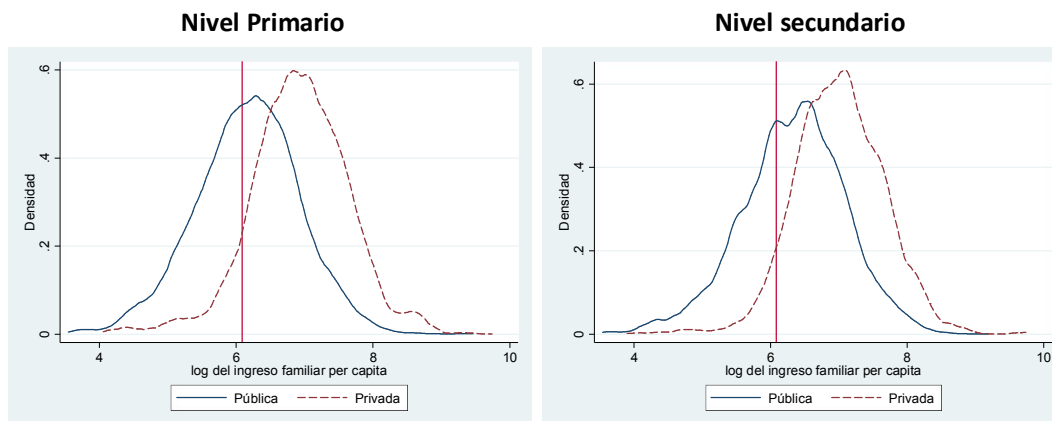 Nivel Primario
Densidad
0 .2 .4 .6
4 6 8 10
log del ingreso familiar per capita
Pública Privada
Nivel secundario
Densidad
0 .2 .4 .6
4 6 8 10
log del ingreso familiar per capita
Pública Privada